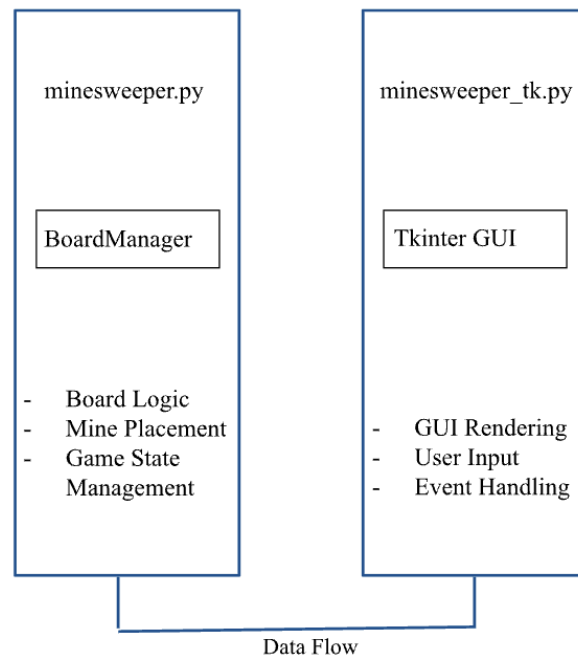 minesweeper.py
BoardManager
- Board Logic
- Mine Placement
- Game State
Management
minesweeper_tk.py
Tkinter GUI
- GUI Rendering
- User Input
- Event Handling
Data Flow